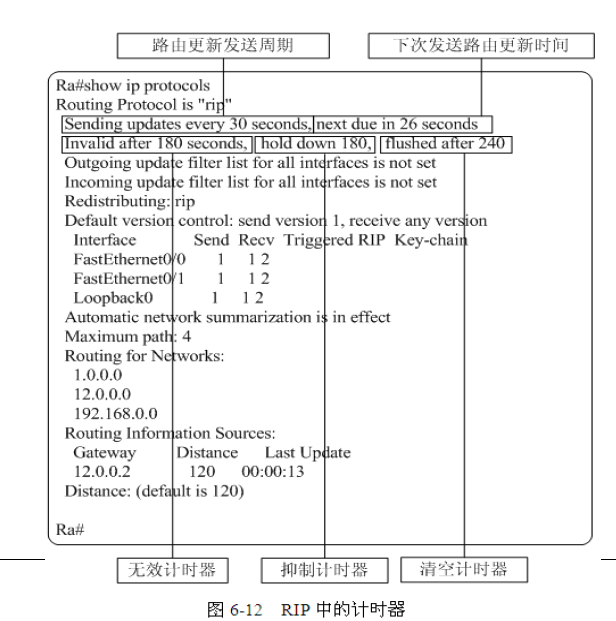 路由更新发送周期 下次发送路由更新时间
Ra#show ip protocols
Routing Protocol is "rip"
Sending updates every 30 seconds, next due in 26 seconds
Invalid after 180 seconds, hold down 180, flushed after 240
Outgoing update filter list for all interfaces is not set
Incoming update filter list for all interfaces is not set
Redistributing: rip
Default version control: send version 1, receive any version
Interface Send Recv Triggered RIP Key-chain
FastEthernet0/0 1 1 2
FastEthernet0/1 1 1 2
Loopback0 1 1 2
Automatic network summarization is in effect
Maximum path: 4
Routing for Networks:
1.0.0.0
12.0.0.0
192.168.0.0
Routing Information Sources:
Gateway Distance Last Update
12.0.0.2 120 00:00:13
Distance: (default is 120)
Ra#
无效计时器 抑制计时器 清空计时器
图 6-12 RIP 中的计时器